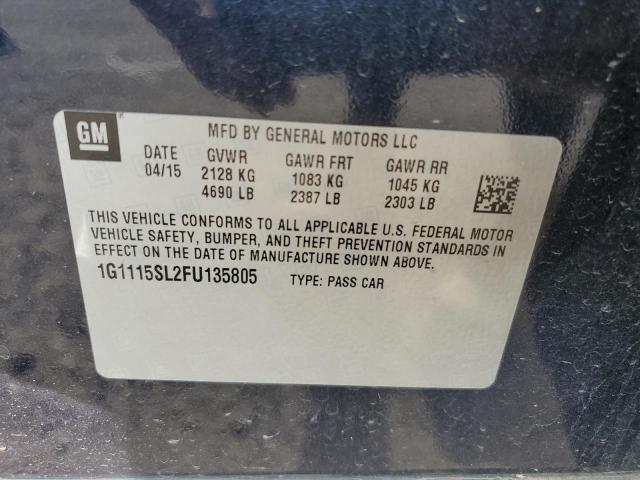 GM
MFD BY GENERAL MOTORS LLC
DATE GVWR GAWR FRT GAWR RR
04/15 2128 KG 1083 KG 1045 KG
4690 LB 2387 LB 2303 LB
THIS VEHICLE CONFORMS TO ALL APPLICABLE U.S. FEDERAL MOTOR
VEHICLE SAFETY, BUMPER, AND THEFT PREVENTION STANDARDS IN
EFFECT ON THE DATE OF MANUFACTURE SHOWN ABOVE.
1G1115SL2FU135805 TYPE: PASS CAR